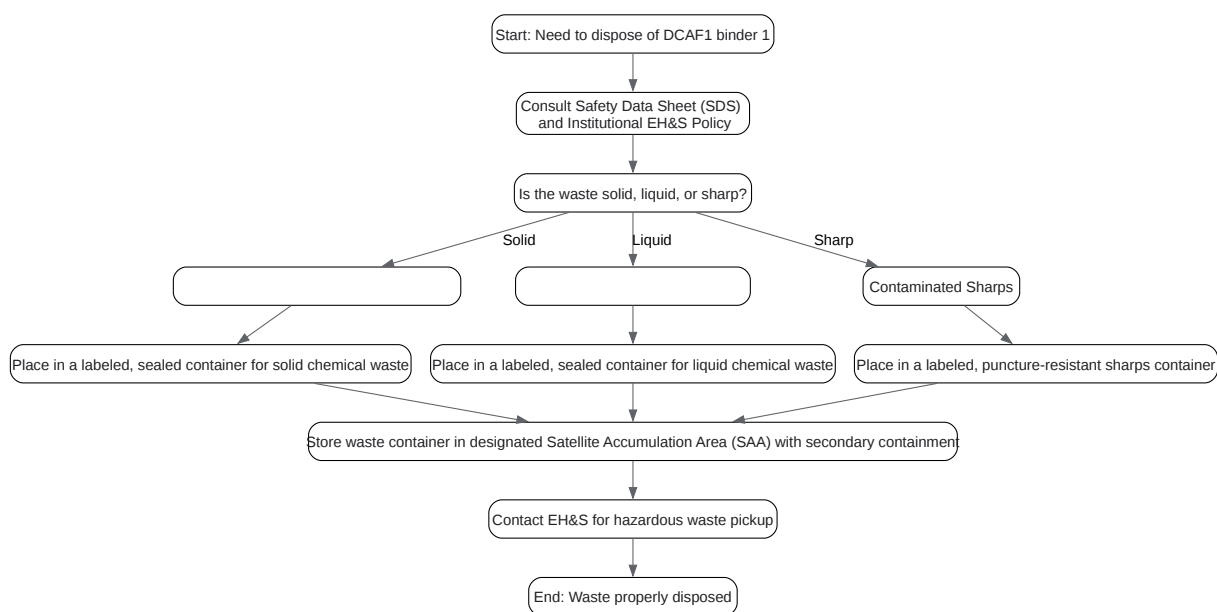 Start: Need to dispose of DCAF1 binder 1
Consult Safety Data Sheet (SDS)
and Institutional EH&S Policy
Is the waste solid, liquid, or sharp?
Solid
Liquid
Sharp
Contaminated Sharps
Place in a labeled, sealed container for solid chemical waste
Place in a labeled, sealed container for liquid chemical waste
Place in a labeled, puncture-resistant sharps container
Store waste container in designated Satellite Accumulation Area (SAA) with secondary containment
Contact EH&S for hazardous waste pickup
End: Waste properly disposed